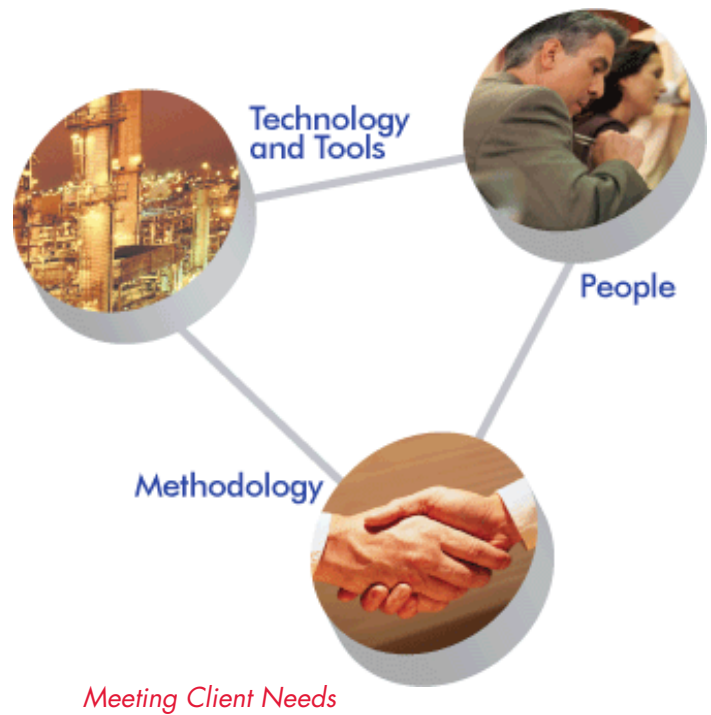 Technology
and Tools
People
Methodology
Meeting Client Needs